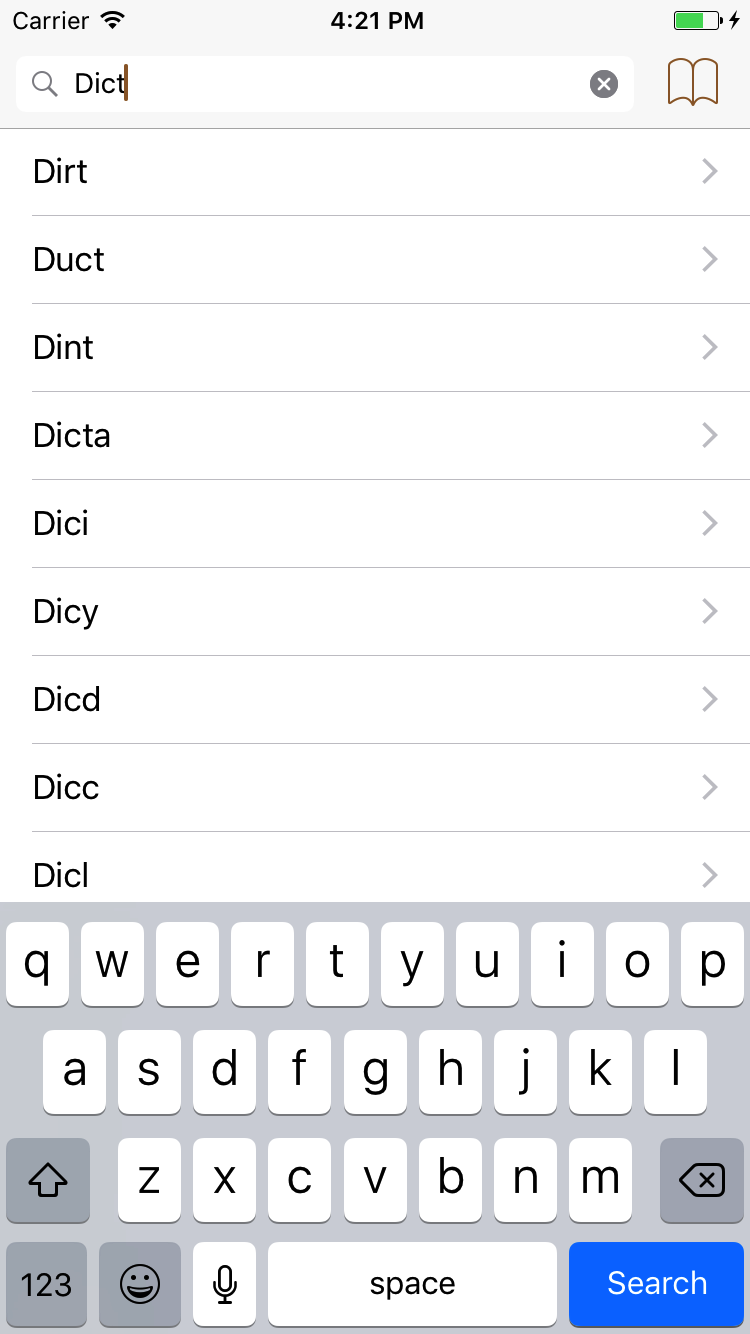 Carrier 4:21 PM
Dict
Dirt
Duct
Dint
Dicta
Dici
Dicy
Dicd
Dicc
Dicl
q w e r t y u i o p
a s d f g h j k l
z x c v b n m
123 space Search